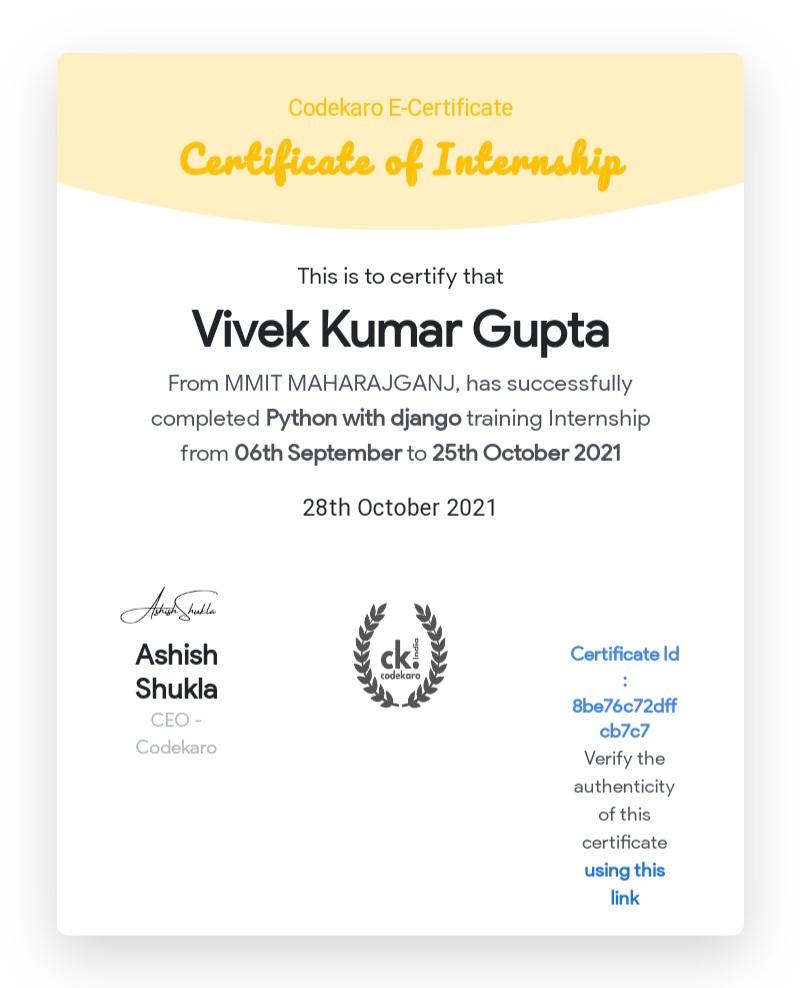 Codekaro E-Certificate
Certificate of Internship
This is to certify that
Vivek Kumar Gupta
From MMIT MAHARAJGANJ, has successfully
completed Python with django training Internship
from 06th September to 25th October 2021
28th October 2021
Ashish Shukla
Ashish
Shukla
CEO -
Codekaro
ck.
India
codekaro
Certificate Id
:
8be76c72dff
cb7c7
Verify the
authenticity
of this
certificate
using this
link